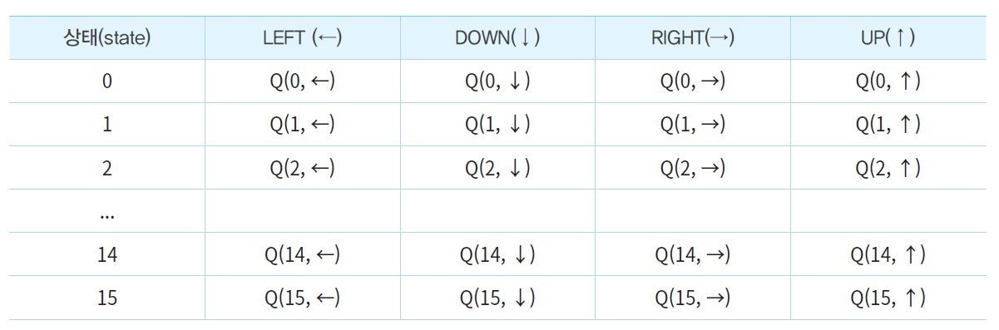 상태(state) LEFT (←) DOWN(↓) RIGHT(→) UP(↑)
0 Q(0, ←) Q(0, ↓) Q(0, →) Q(0, ↑)
1 Q(1, ←) Q(1, ↓) Q(1, →) Q(1, ↑)
2 Q(2, ←) Q(2, ↓) Q(2, →) Q(2, ↑)
...
14 Q(14, ←) Q(14, ↓) Q(14, →) Q(14, ↑)
15 Q(15, ←) Q(15, ↓) Q(15, →) Q(15, ↑)